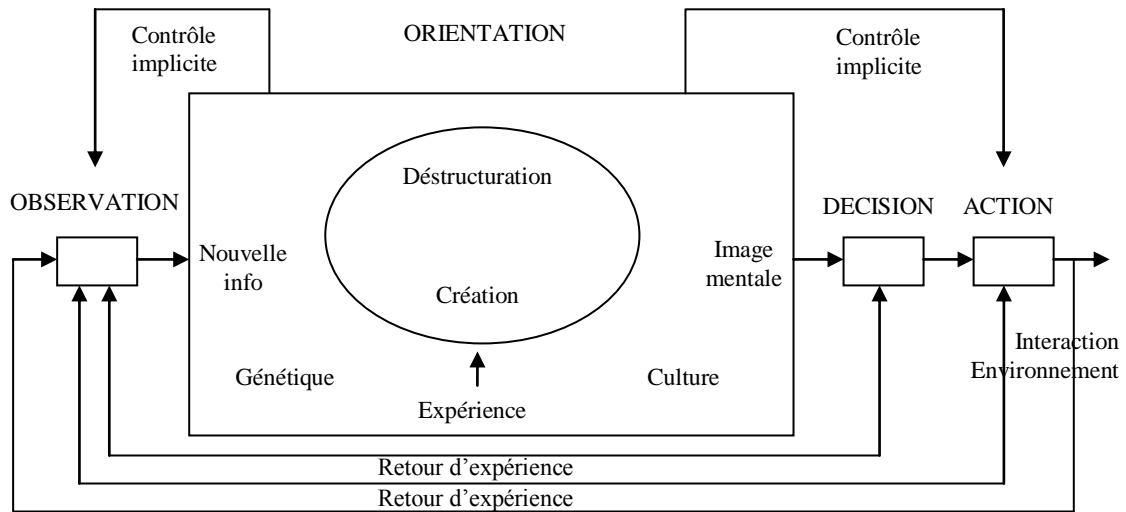 Contrôle
implicite
ORIENTATION
Contrôle
implicite
Déstructuration
OBSERVATION
DECISION
ACTION
Nouvelle
info
Image
mentale
Création
Interaction
Environnement
Génétique
Culture
Expérience
Retour d’expérience
Retour d’expérience